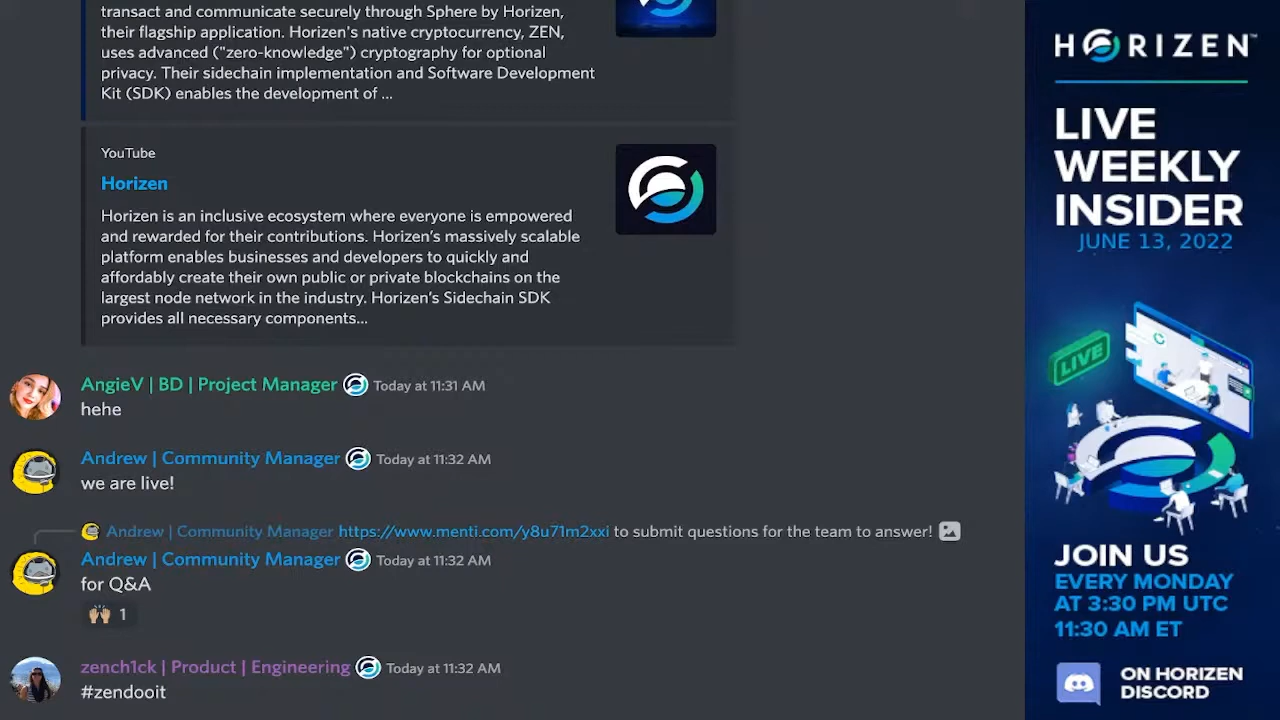 transact and communicate securely through Sphere by Horizen,
their flagship application. Horizen's native cryptocurrency, ZEN,
uses advanced ("zero-knowledge") cryptography for optional
privacy. Their sidechain implementation and Software Development
Kit (SDK) enables the development of ...
YouTube
Horizen
Horizen is an inclusive ecosystem where everyone is empowered
and rewarded for their contributions. Horizen's massively scalable
platform enables businesses and developers to quickly and
affordably create their own public or private blockchains on the
largest node network in the industry. Horizen's Sidechain SDK
provides all necessary components...
AngieV | BD | Project Manager Today at 11:31 AM
hehe
Andrew | Community Manager Today at 11:32 AM
we are live!
Andrew | Community Manager https://www.menti.com/y8u71m2xxi to submit questions for the team to answer!
Andrew | Community Manager Today at 11:32 AM
for Q&A
🙌🏼 1
zench1ck | Product | Engineering Today at 11:32 AM
#zendooit
HORIZEN™
LIVE
WEEKLY
INSIDER
JUNE 13, 2022
LIVE
JOIN US
EVERY MONDAY
AT 3:30 PM UTC
11:30 AM ET
ON HORIZEN
DISCORD